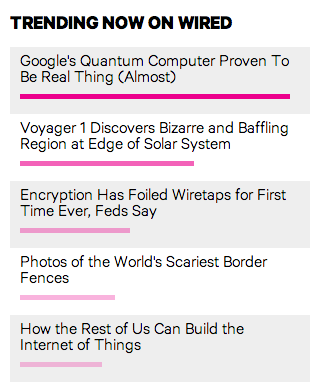 TRENDING NOW ON WIRED
Google's Quantum Computer Proven To
Be Real Thing (Almost)
Voyager 1 Discovers Bizarre and Baffling
Region at Edge of Solar System
Encryption Has Foiled Wiretaps for First
Time Ever, Feds Say
Photos of the World's Scariest Border
Fences
How the Rest of Us Can Build the
Internet of Things